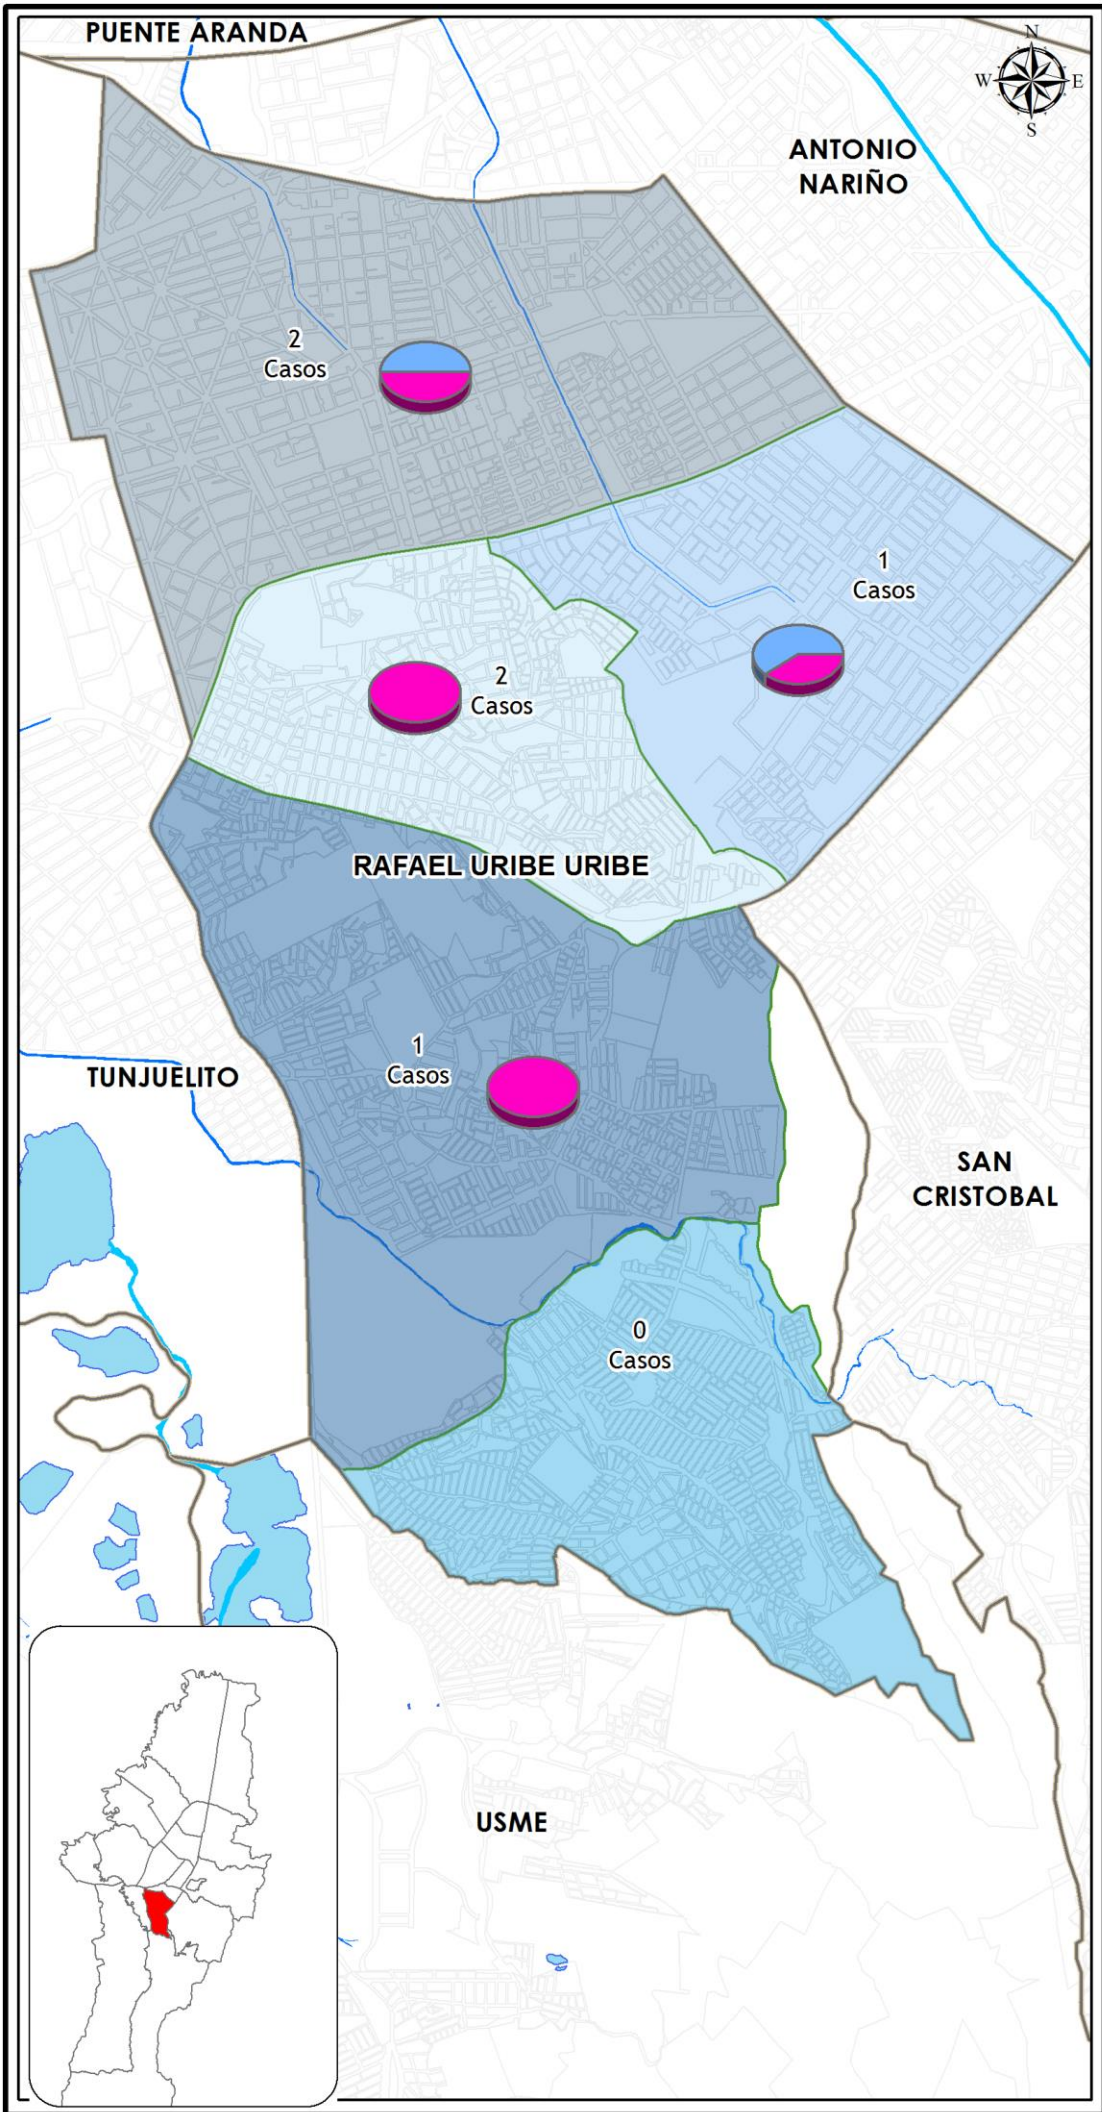 PUENTE ARANDA
N
W
E
S
ANTONIO
NARIÑO
2
Casos
1
Casos
2
Casos
RAFAEL URIBE URIBE
1
Casos
TUNJUELITO
SAN
CRISTOBAL
0
Casos
USME